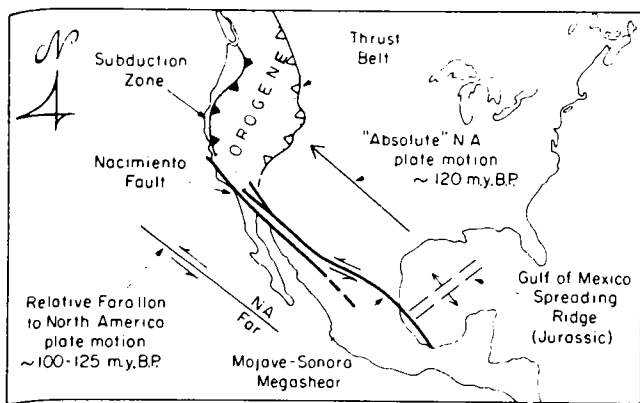 N
Subduction
Zone
OROGENE
Thrust
Belt
Nacimiento
Fault
"Absolute" NA
plate motion
~ 120 m.y. B.P.
Relative Farallon
to North America
plate motion
~100-125 m.y. B.P.
NA
Far
Mojave-Sonora
Megashear
Gulf of Mexico
Spreading
Ridge
(Jurassic)